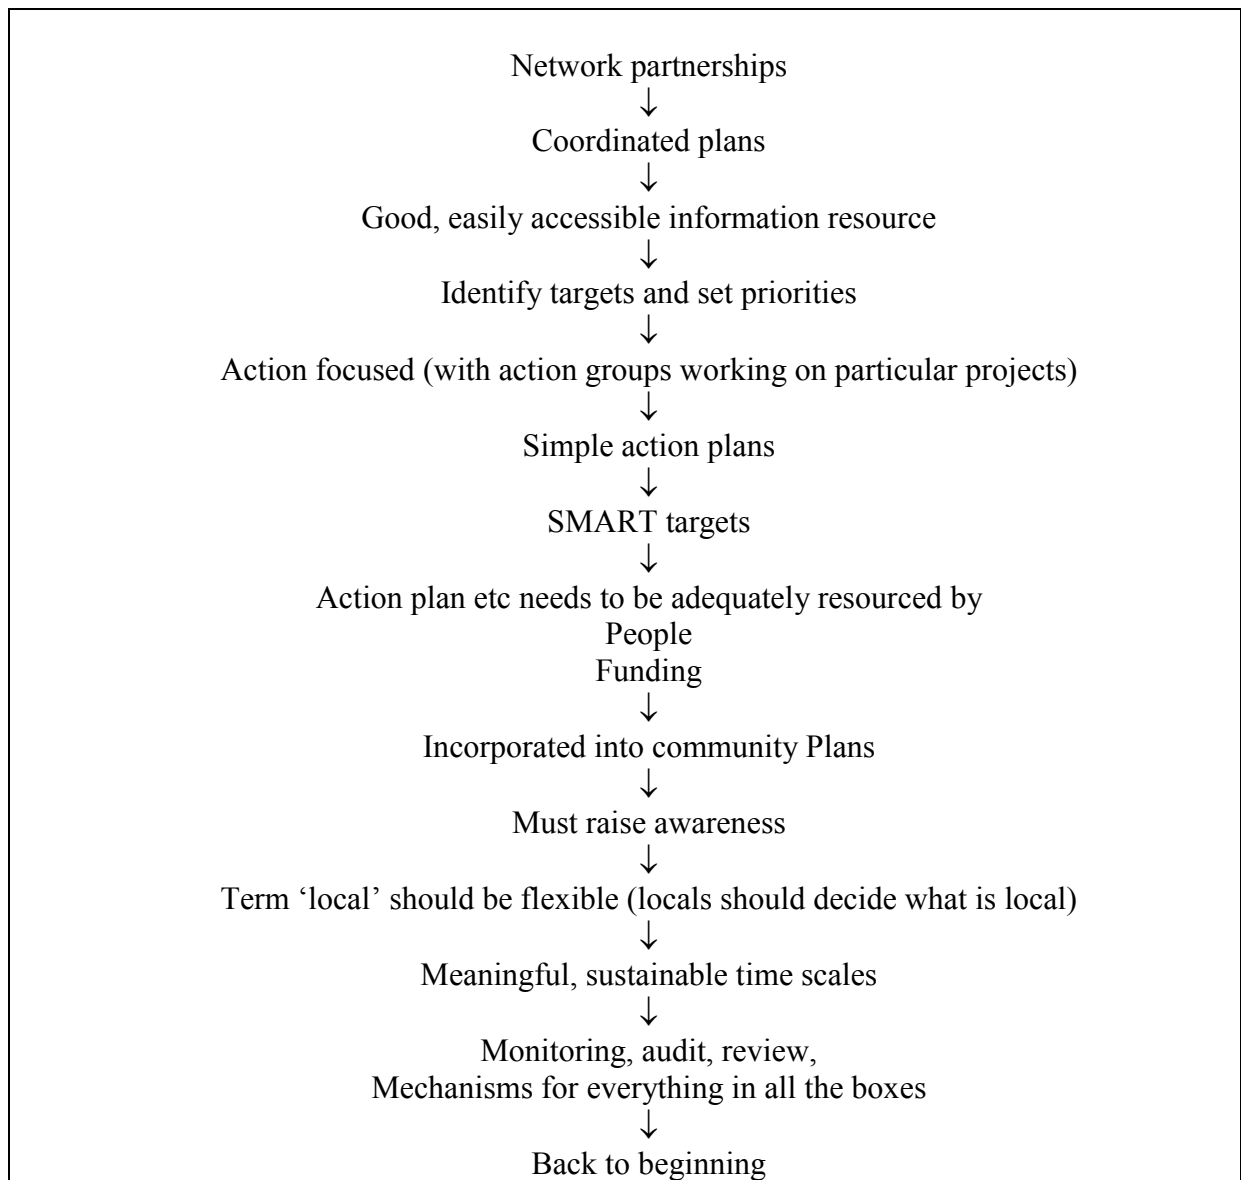 Network partnerships
↓
Coordinated plans
↓
Good, easily accessible information resource
↓
Identify targets and set priorities
↓
Action focused (with action groups working on particular projects)
↓
Simple action plans
↓
SMART targets
↓
Action plan etc needs to be adequately resourced by
People
Funding
↓
Incorporated into community Plans
↓
Must raise awareness
↓
Term ‘local’ should be flexible (locals should decide what is local)
↓
Meaningful, sustainable time scales
↓
Monitoring, audit, review,
Mechanisms for everything in all the boxes
↓
Back to beginning